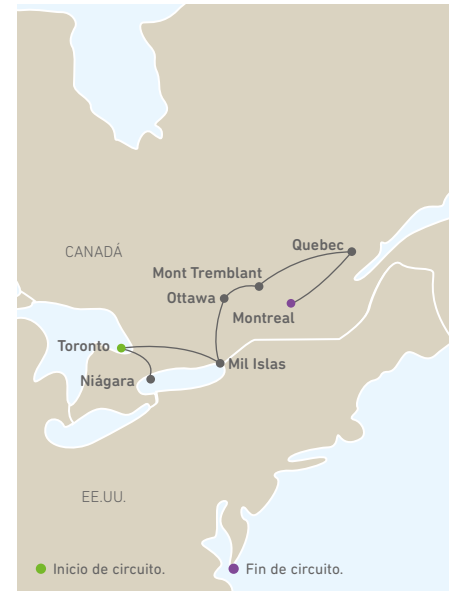 Quebec
CANADÁ
Mont Tremblant
Ottawa
Montreal
Toronto
Mil Islas
Niágara
EE.UU.
Inicio de circuito.
Fin de circuito.